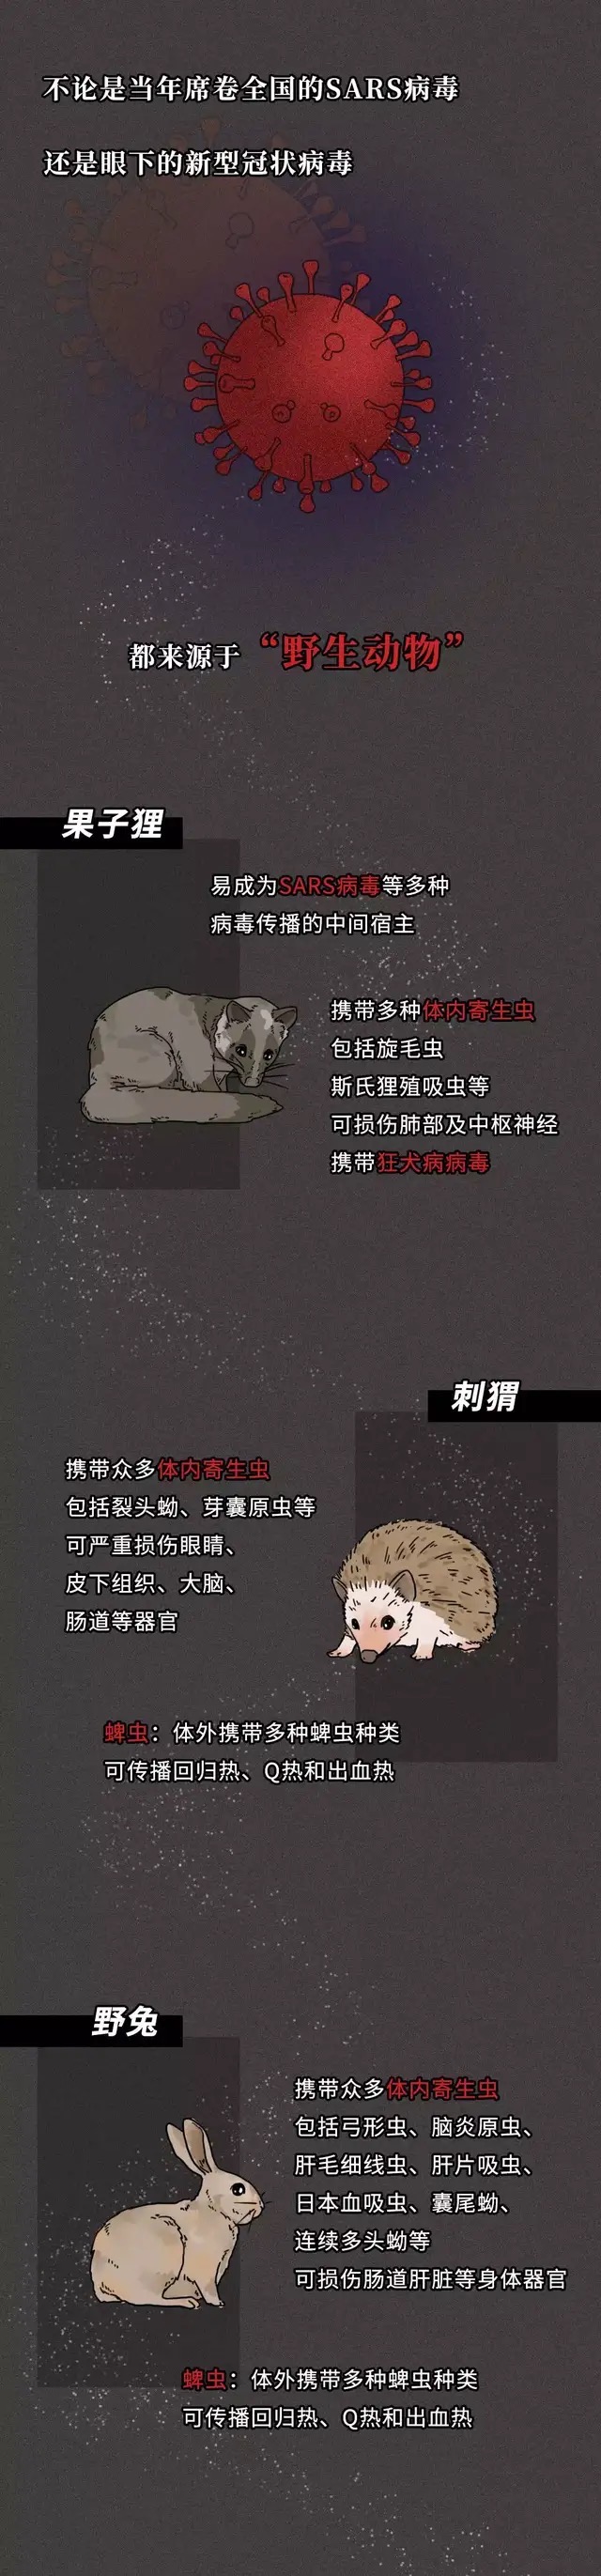 不论是当年席卷全国的SARS病毒
还是眼下的新型冠状病毒
都来源于“野生动物”
果子狸
易成为SARS病毒等多种
病毒传播的中间宿主
携带多种体内寄生虫
包括旋毛虫
斯氏狸殖吸虫等
可损伤肺部及中枢神经
携带狂犬病病毒
刺猬
携带众多体内寄生虫
包括裂头蚴、芽囊原虫等
可严重损伤眼睛、
皮下组织、大脑、
肠道等器官
蜱虫：体外携带多种蜱虫种类
可传播回归热、Q热和出血热
野兔
携带众多体内寄生虫
包括弓形虫、脑炎原虫、
肝毛细线虫、肝片吸虫、
日本血吸虫、囊尾蚴、
连续多头蚴等
可损伤肠道肝脏等身体器官
蜱虫：体外携带多种蜱虫种类
可传播回归热、Q热和出血热